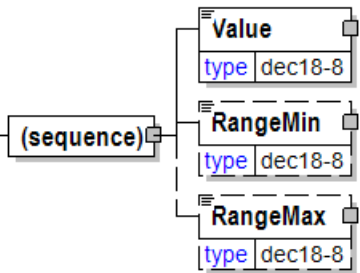 Value
type dec18-8
(sequence)
RangeMin
type dec18-8
RangeMax
type dec18-8